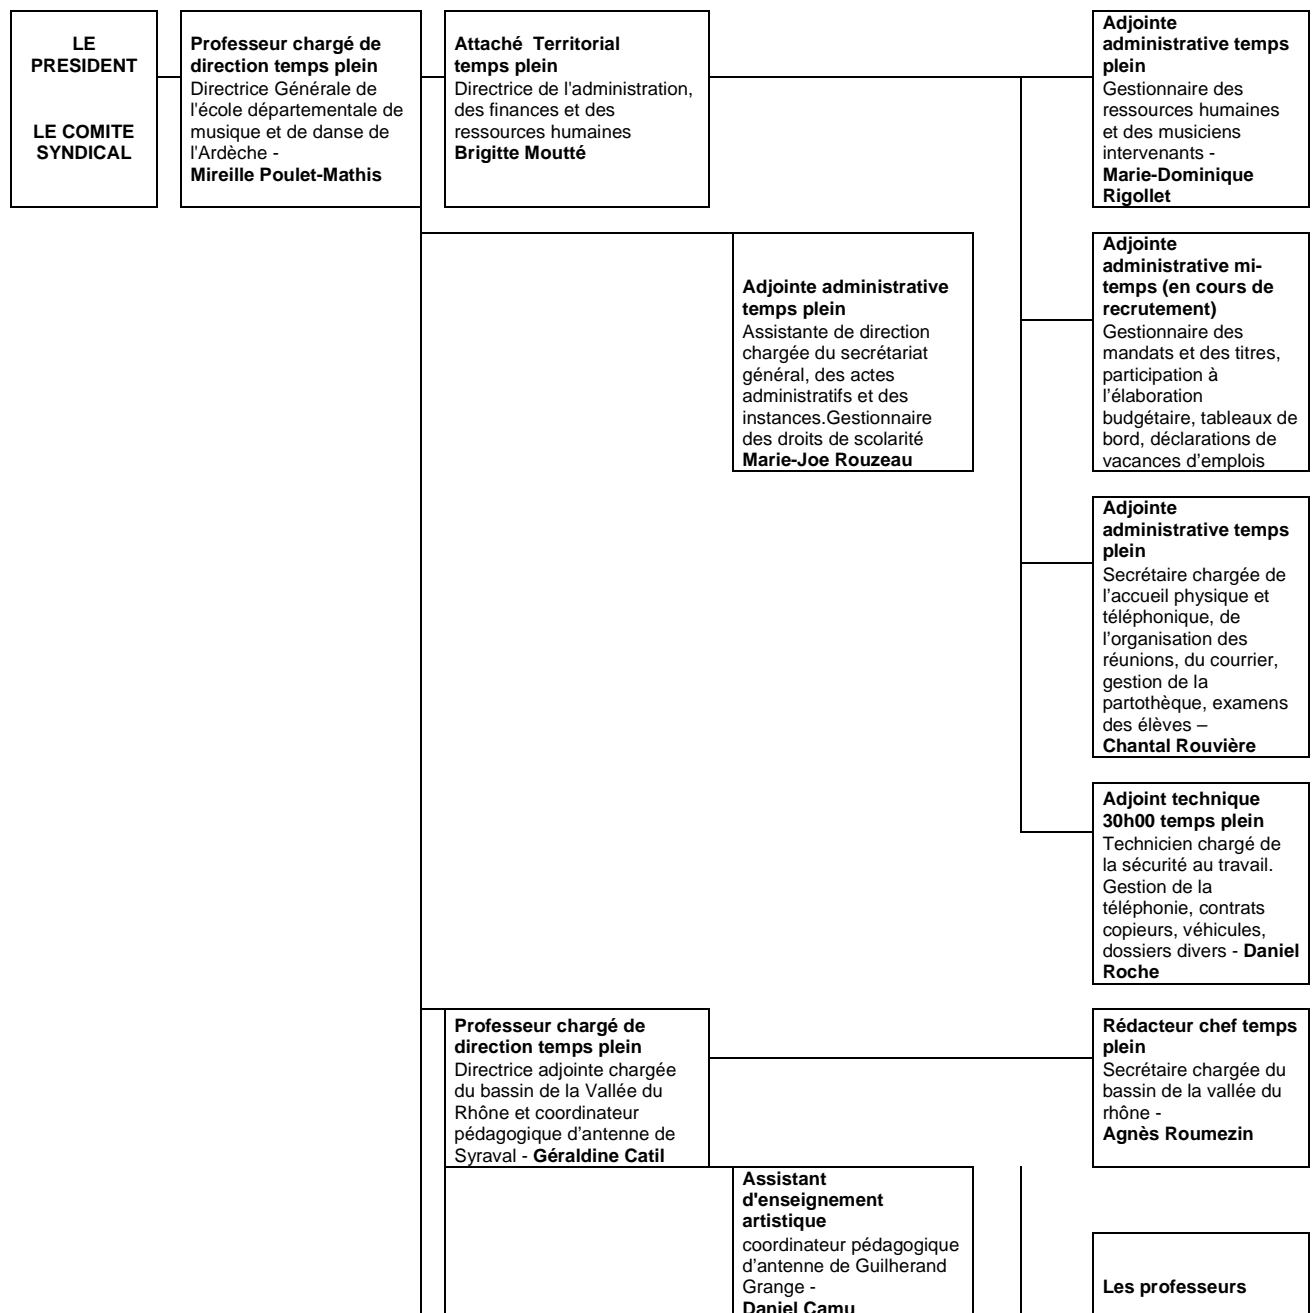 LE
PRESIDENT
LE COMITE
SYNDICAL
Professeur chargé de
direction temps plein
Directrice Générale de
l'école départementale de
musique et de danse de
l'Ardèche -
Mireille Poulet-Mathis
Attaché  Territorial
temps plein
Directrice de l'administration,
des finances et des
ressources humaines
Brigitte Moutté
Adjointe
administrative temps
plein
Gestionnaire des
ressources humaines
et des musiciens
intervenants -
Marie-Dominique
Rigollet
Adjointe administrative
temps plein
Assistante de direction
chargée du secrétariat
général, des actes
administratifs et des
instances.Gestionnaire
des droits de scolarité
Marie-Joe Rouzeau
Adjointe
administrative mi-
temps (en cours de
recrutement)
Gestionnaire des
mandats et des titres,
participation à
l’élaboration
budgétaire, tableaux de
bord, déclarations de
vacances d’emplois
Adjointe
administrative temps
plein
Secrétaire chargée de
l’accueil physique et
téléphonique, de
l’organisation des
réunions, du courrier,
gestion de la
partothèque, examens
des élèves –
Chantal Rouvière
Adjoint technique
30h00 temps plein
Technicien chargé de
la sécurité au travail.
Gestion de la
téléphonie, contrats
copieurs, véhicules,
dossiers divers - Daniel
Roche
Professeur chargé de
direction temps plein
Directrice adjointe chargée
du bassin de la Vallée du
Rhône et coordinateur
pédagogique d’antenne de
Syraval - Géraldine Catil
Rédacteur chef temps
plein
Secrétaire chargée du
bassin de la vallée du
rhône -
Agnès Roumezin
Assistant
d'enseignement
artistique
coordinateur pédagogique
d’antenne de Guilherand
Grange -
Daniel Camu
Les professeurs